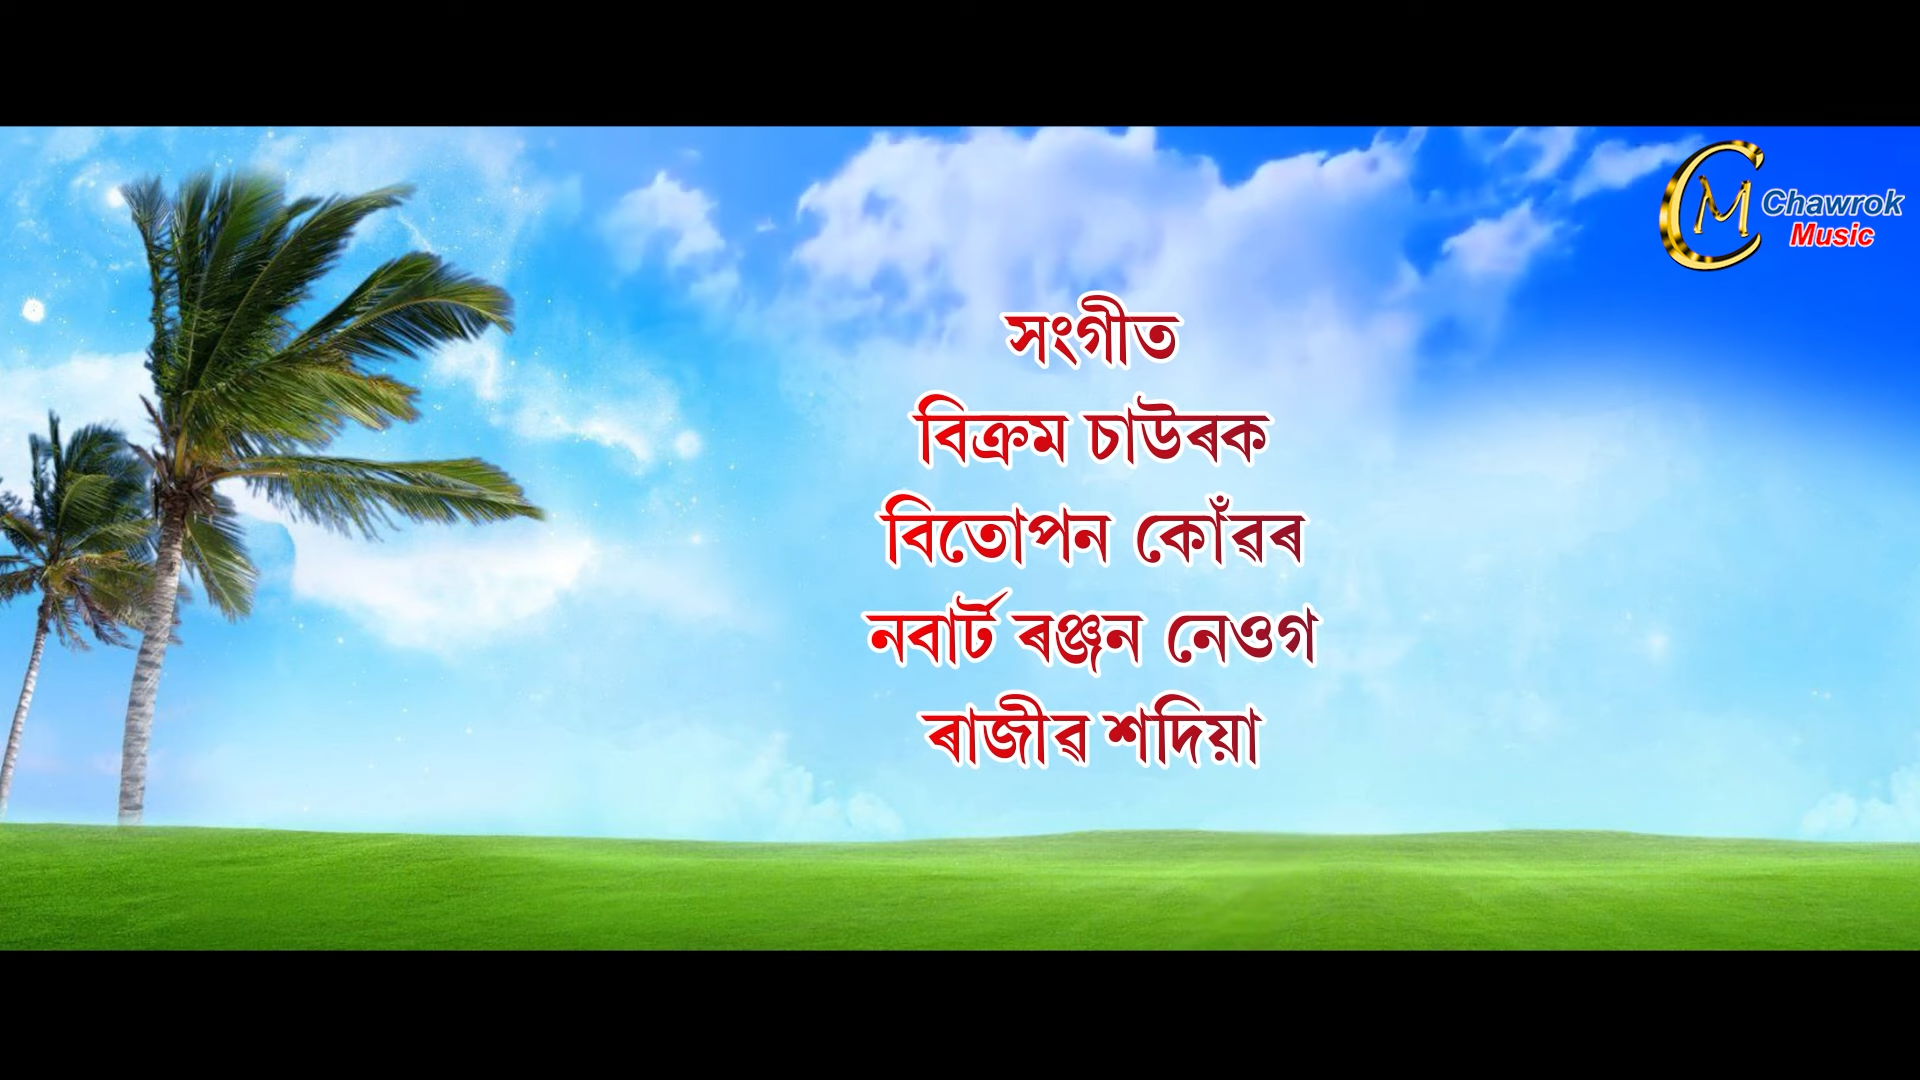 Chawrok
Music
সংগীত
বিক্ৰম চাউৰক
বিতোপন কোঁৱৰ
নবাৰ্ট ৰঞ্জন নেওগ
ৰাজীৱ শদিয়া